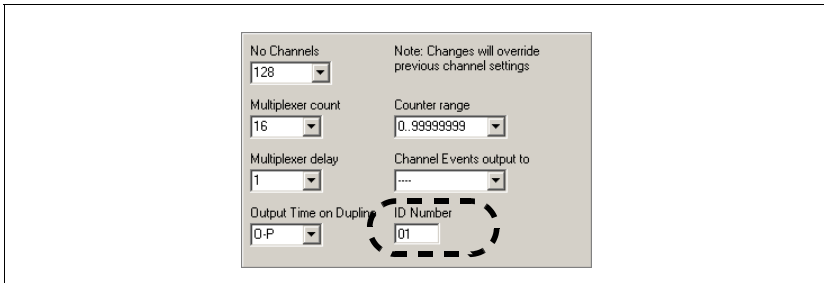 No Channels
128
Note: Changes will override
previous channel settings
Multiplexer count
16
Counter range
0..99999999
Multiplexer delay
1
Channel Events output to
----
Output Time on Dupline
O-P
ID Number
01